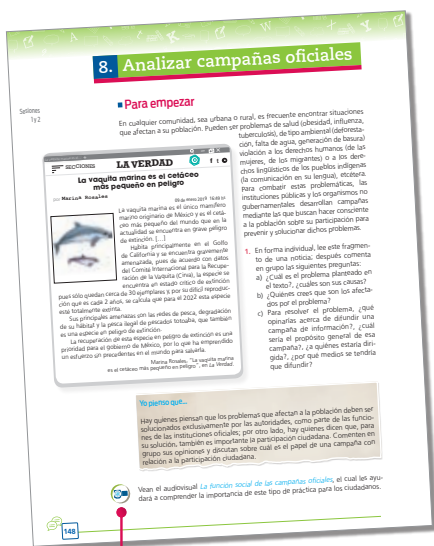 8. Analizar campañas oficiales
Sesiones
1 y 2
Para empezar
En cualquier comunidad, sea urbana o rural, es frecuente encontrar situaciones
que afectan a su población. Pueden ser problemas de salud (obesidad, influenza,
tuberculosis), de tipo ambiental (deforesta-
ción, falta de agua, generación de basura)
violación a los derechos humanos (de las
mujeres, de los migrantes) o a los dere-
chos lingüísticos de los pueblos indígenas
(la comunicación en su lengua), etcétera.
Para combatir estas problemáticas, las
instituciones públicas y los organismos no
gubernamentales desarrollan campañas
mediante las que buscan hacer consciente
a la población sobre su participación para
prevenir y solucionar dichos problemas.
SECCIONES
LA VERDAD
La vaquita marina es el cetáceo
más pequeño en peligro
por Marina Rosales
La vaquita marina es el único mamífero
marino originario de México y es el cetá-
ceo más pequeño del mundo que en la
actualidad se encuentra en grave peligro
de extinción. [...]
Habita principalmente en el Golfo
de California y se encuentra gravemente
amenazada, pues de acuerdo con datos
del Comité Internacional para la Recupe-
ración de la Vaquita (Cirva), la especie se
encuentra en estado crítico de extinción
pues sólo quedan cerca de 30 ejemplares y, por su difícil reproduc-
ción que es cada 2 años, se calcula que para el 2022 esta especie
esté totalmente extinta.
Sus principales amenazas son las redes de pesca, degradación
de su hábitat y la pesca ilegal de pescados totoaba, que también
es una especie en peligro de extinción.
La recuperación de esta especie en peligro de extinción es una
prioridad para el gobierno de México, por lo que ha emprendido
un esfuerzo sin precedentes en el mundo para salvarla.
Marina Rosales, "La vaquita marina
es el cetáceo más pequeño en peligro", en La Verdad.
1. En forma individual, lee este fragmen-
to de una noticia; después comenta
en grupo las siguientes preguntas:
a) ¿Cuál es el problema planteado en
el texto?, ¿cuáles son sus causas?
b) ¿Quiénes crees que son los afecta-
dos por el problema?
c) Para resolver el problema, ¿qué
opinarías acerca de difundir una
campaña de información?, ¿cuál
sería el propósito general de esa
campaña?, ¿a quiénes estaría diri-
gida?, ¿por qué medios se tendría
que difundir?
Yo pienso que...
Hay quienes piensan que los problemas que afectan a la población deben ser
solucionados exclusivamente por las autoridades, como parte de las funcio-
nes de las instituciones oficiales; por otro lado, hay quienes dicen que, para
su solución, también es importante la participación ciudadana. Comenten en
grupo sus opiniones y discutan sobre cuál es el papel de una campaña con
relación a la participación ciudadana.
Vean el audiovisual La función social de las campañas oficiales, el cual les ayu-
dará a comprender la importancia de este tipo de práctica para los ciudadanos.
148